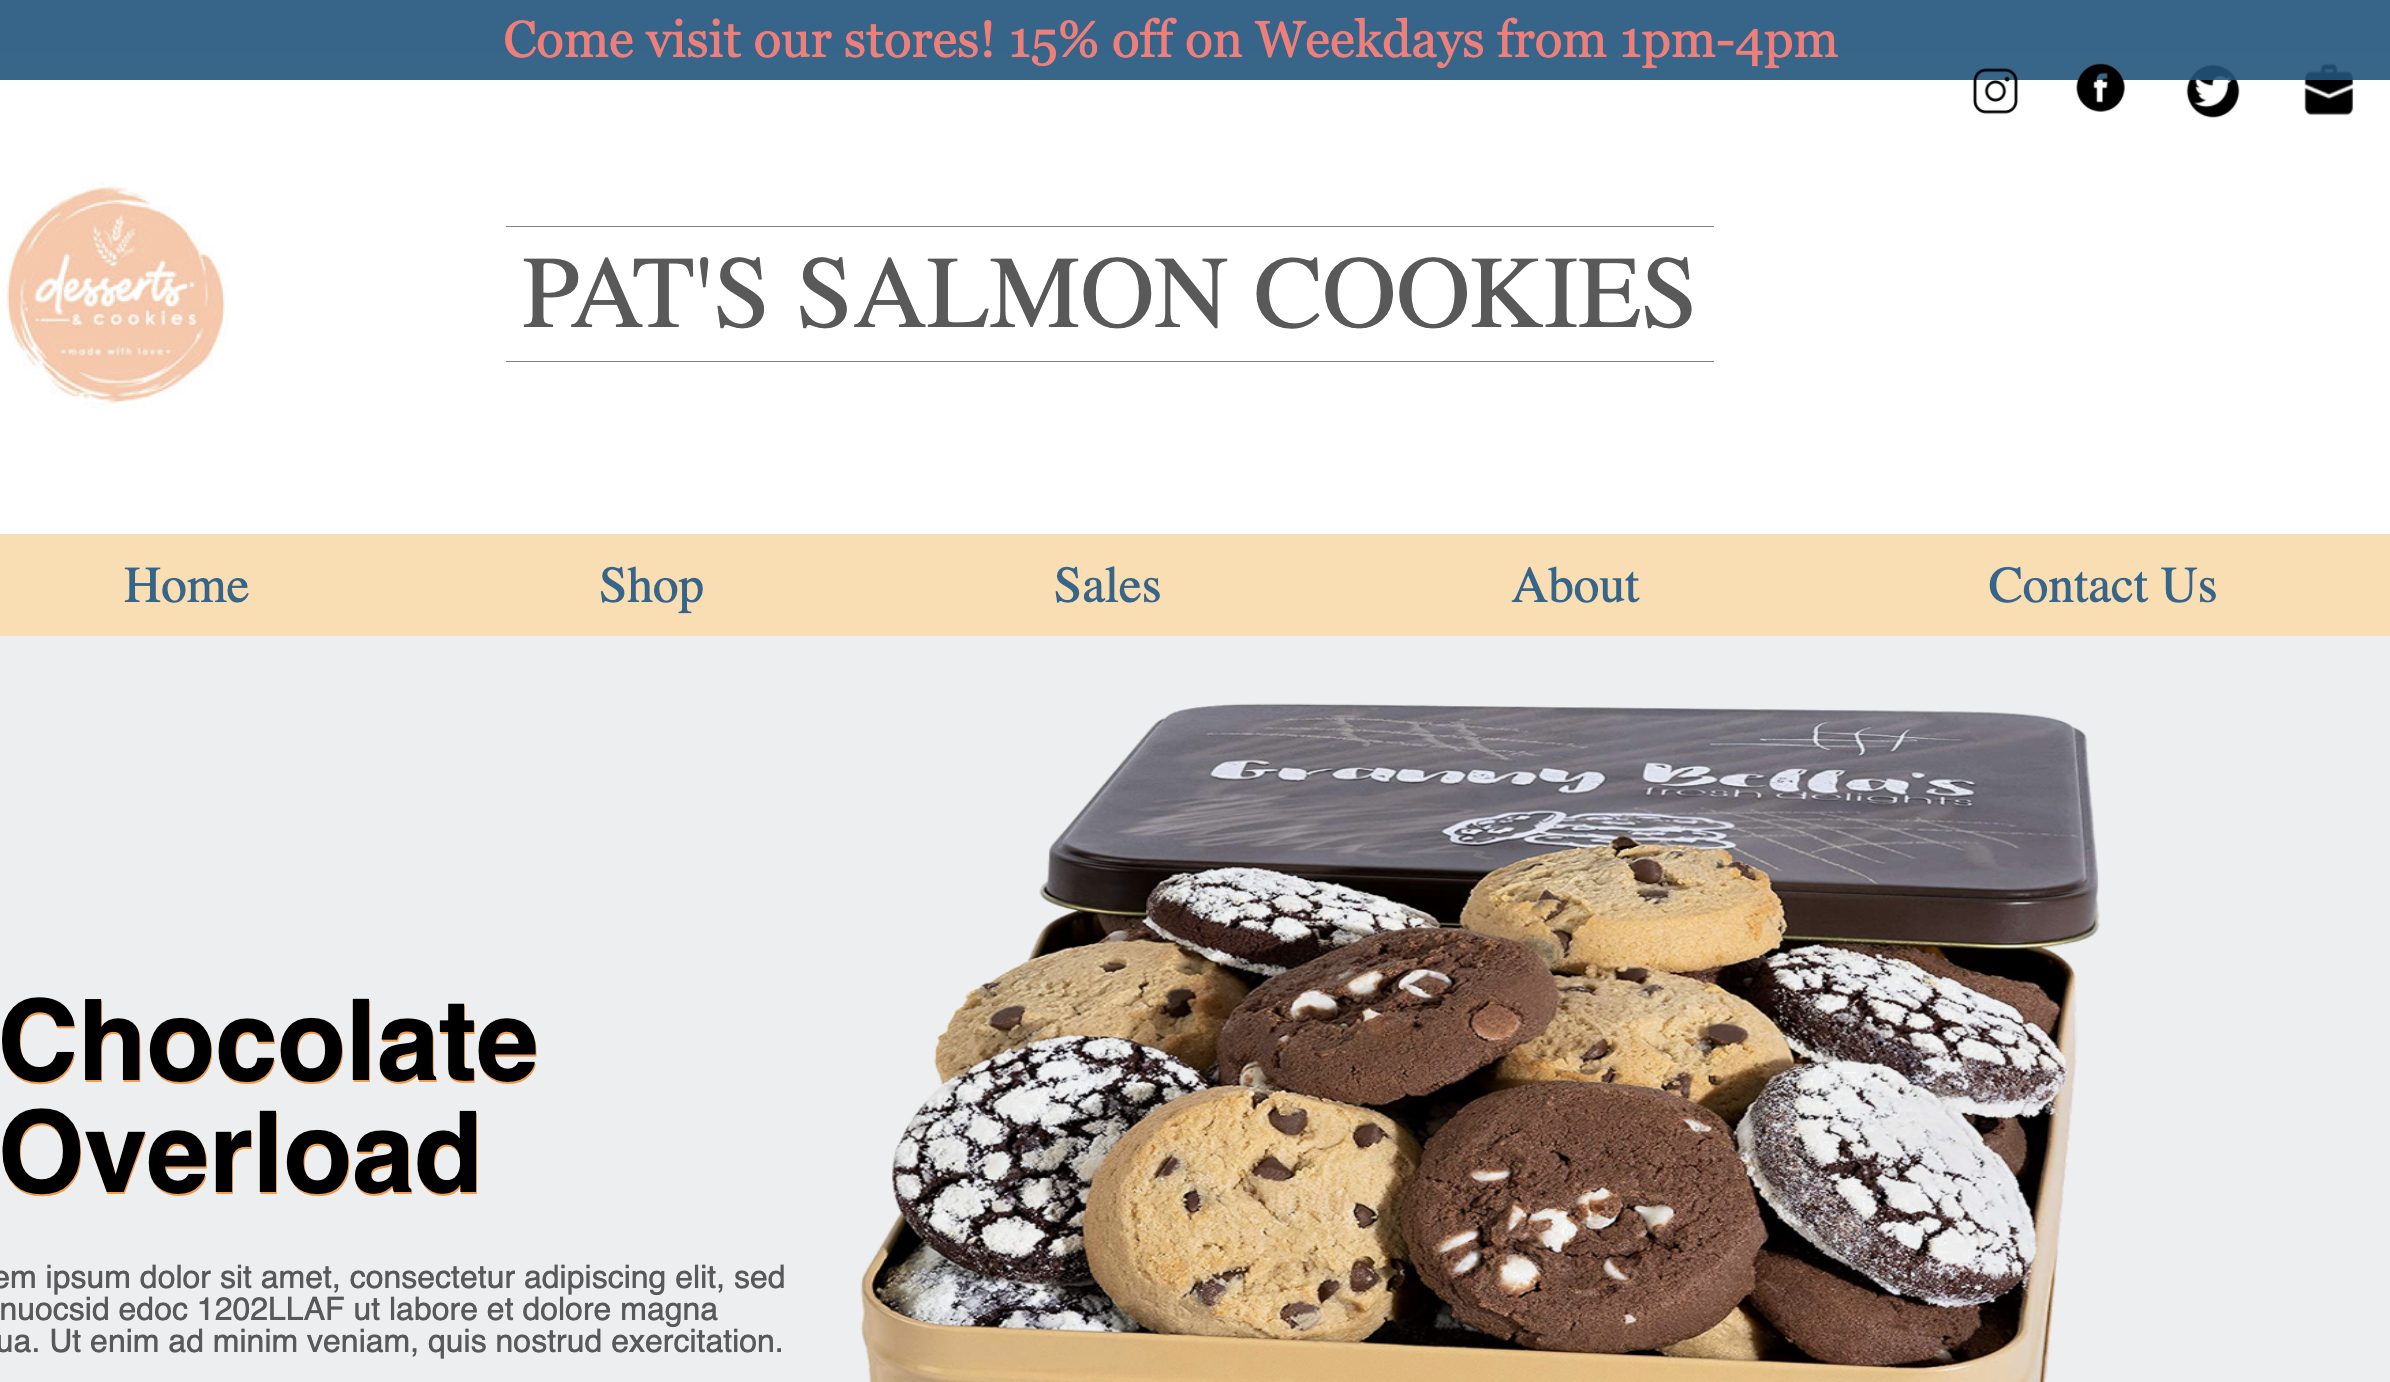 Come visit our stores! 15% off on Weekdays from 1pm-4pm
desserts
& cookies
made with love
PAT'S SALMON COOKIES
Home Shop Sales About Contact Us
Granny Bella's
fresh delights
Chocolate
Overload
em ipsum dolor sit amet, consectetur adipiscing elit, sed
nuocsid edoc 1202LLAF ut labore et dolore magna
ua. Ut enim ad minim veniam, quis nostrud exercitation.